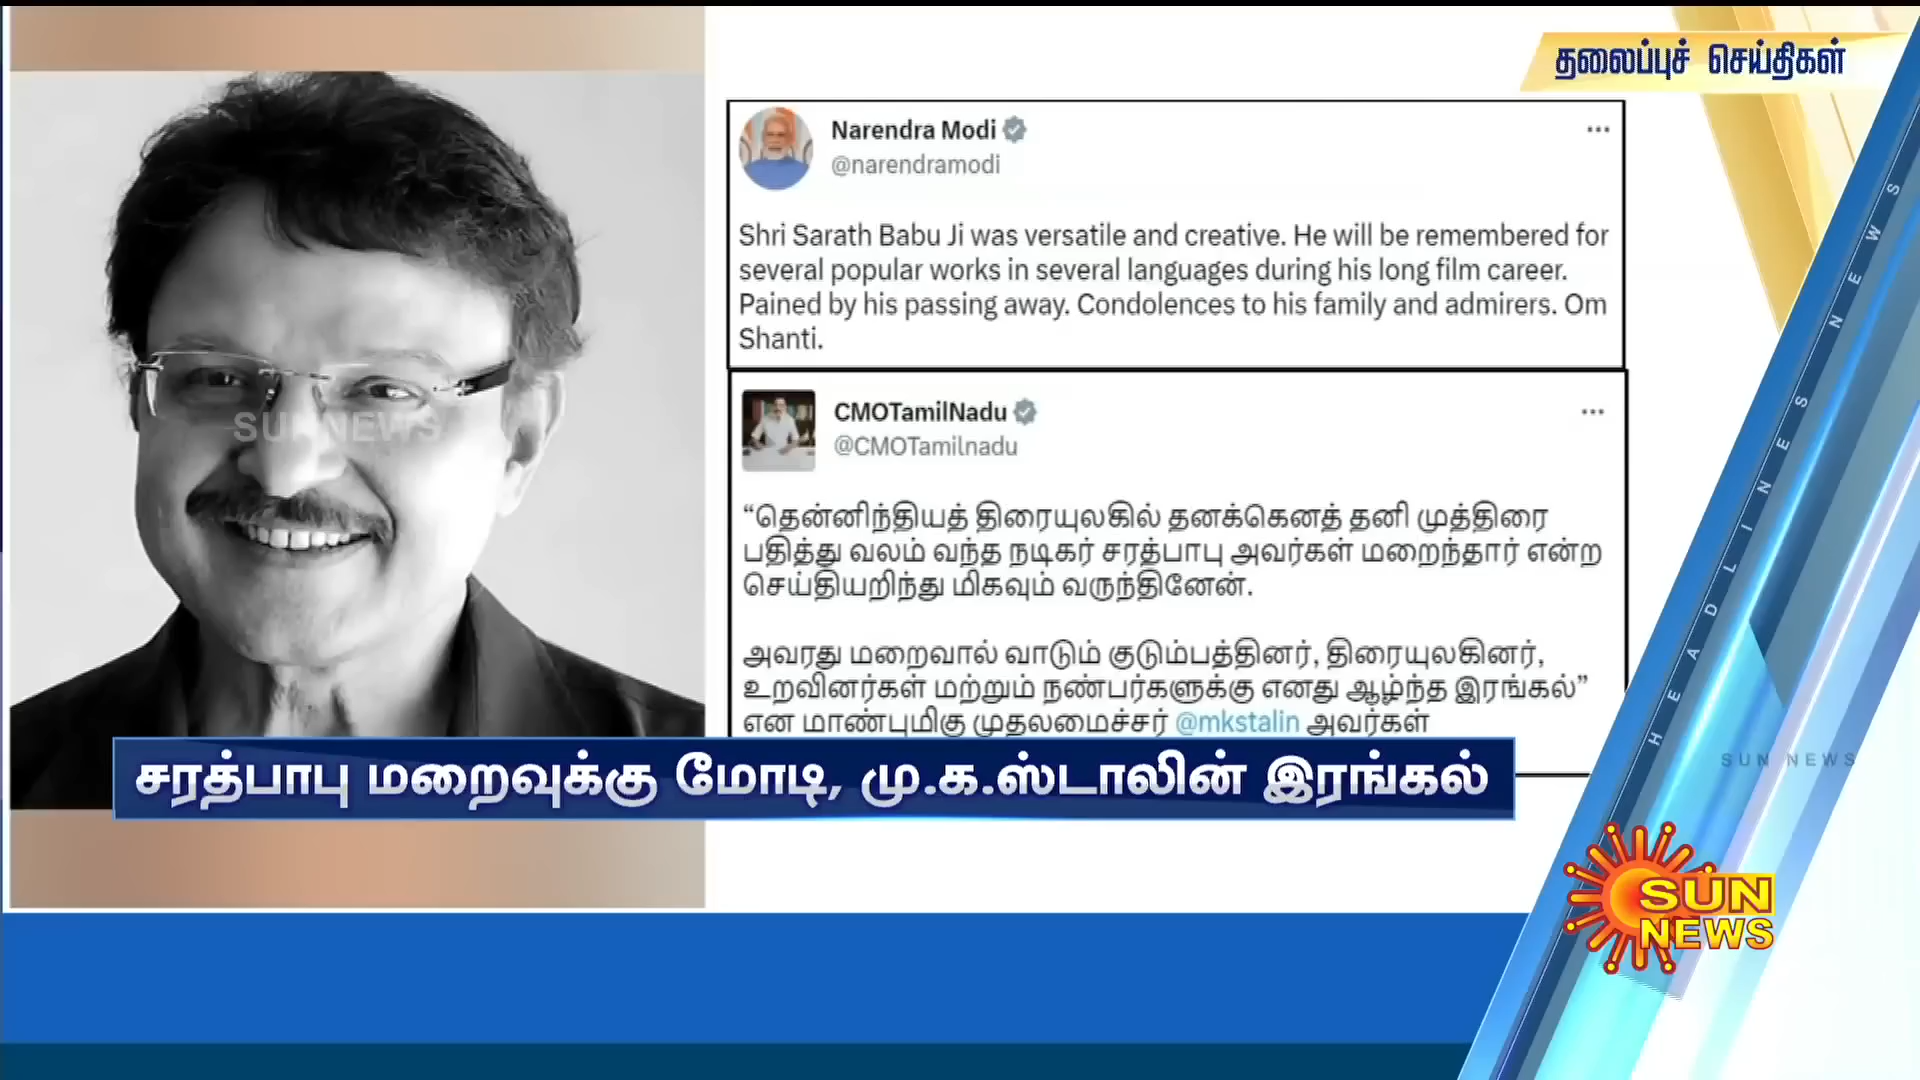 தலைப்புச் செய்திகள்
Narendra Modi
@narendramodi
Shri Sarath Babu Ji was versatile and creative. He will be remembered for
several popular works in several languages during his long film career.
Pained by his passing away. Condolences to his family and admirers. Om
Shanti.
CMOTamilNadu
@CMOTamilnadu
“தென்னிந்தியத் திரையுலகில் தனக்கெனத் தனி முத்திரை
பதித்து வலம் வந்த நடிகர் சரத்பாபு அவர்கள் மறைந்தார் என்ற
செய்தியறிந்து மிகவும் வருந்தினேன்.
அவரது மறைவால் வாடும் குடும்பத்தினர், திரையுலகினர்,
உறவினர்கள் மற்றும் நண்பர்களுக்கு எனது ஆழ்ந்த இரங்கல்”
என மாண்புமிகு முதலமைச்சர் @mkstalin அவர்கள்
சரத்பாபு மறைவுக்கு மோடி, மு.க.ஸ்டாலின் இரங்கல்
SUN NEWS
HEADLINES NEWS
SUN NEWS
SUN
NEWS